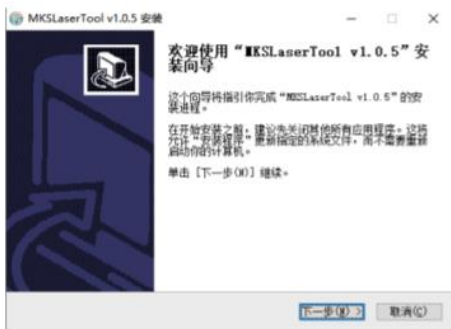 MKSLaserTool v1.0.5 安装
欢迎使用“MKSLaserTool v1.0.5”安
装向导
这个向导将指引你完成“MKSLaserTool v1.0.5”的安
装进程。
在开始安装之前，建议先关闭其他所有应用程序。这将
允许“安装程序”更新指定的系统文件，而不需要重新
启动你的计算机。
单击 [下一步(N)] 继续。
下一步(N) >
取消(C)